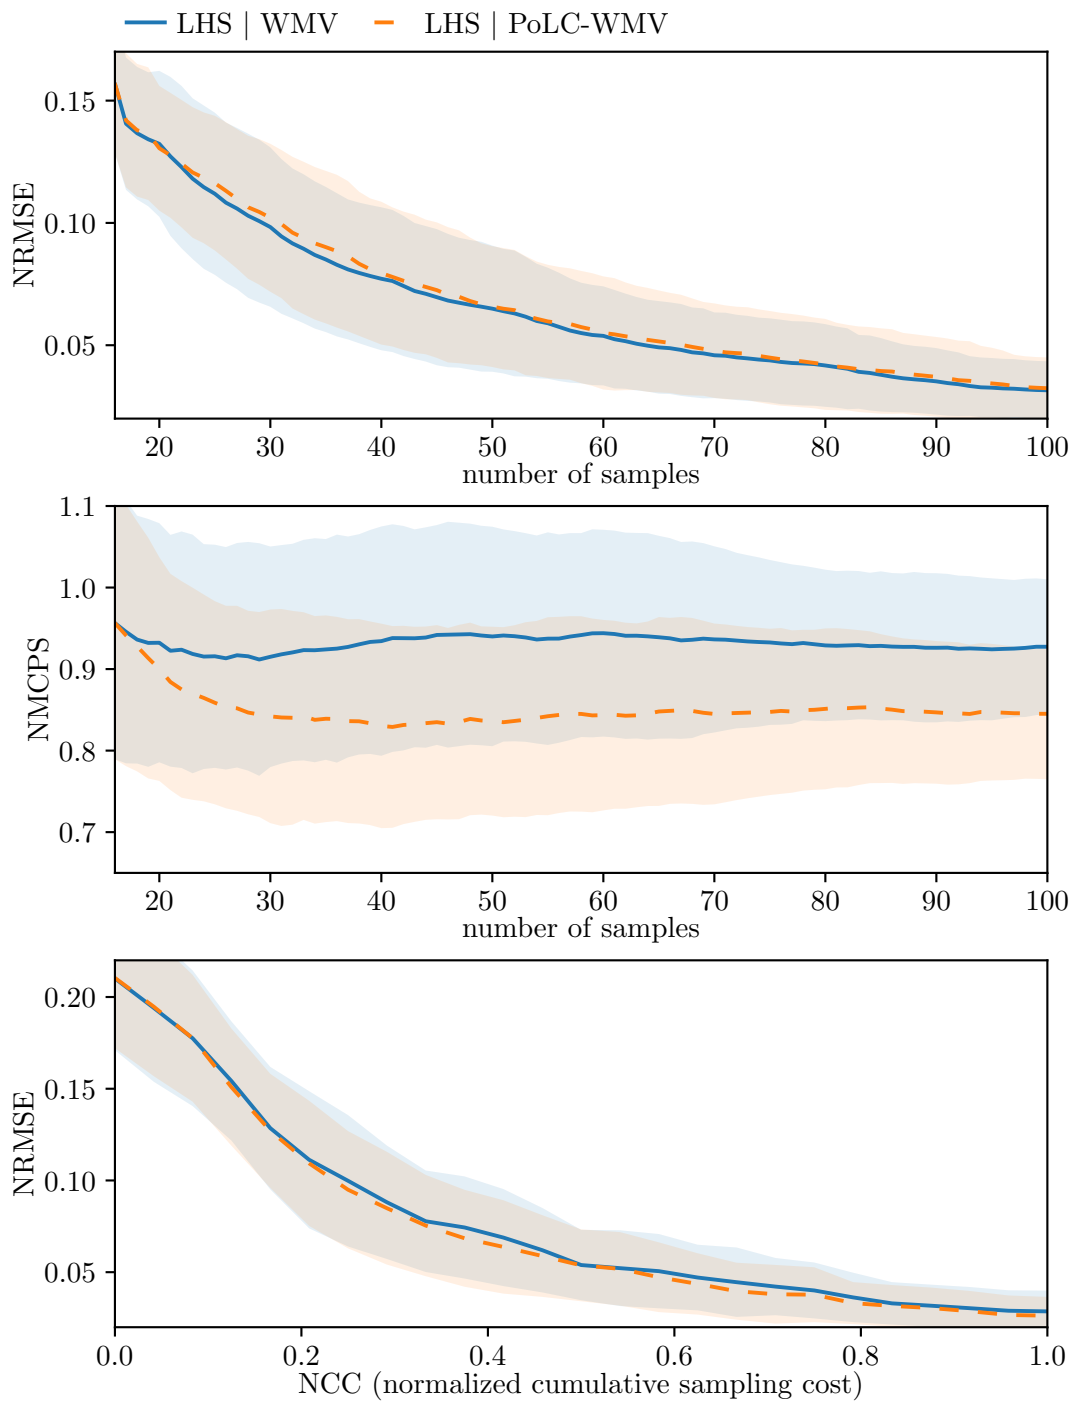 LHS | WMV LHS | PoLC-WMV
0.15
0.10
0.05
NRMSE
20 30 40 50 60 70 80 90 100
number of samples
1.1
1.0
0.9
0.8
0.7
NMCPS
20 30 40 50 60 70 80 90 100
number of samples
0.20
0.15
0.10
0.05
NRMSE
0.0 0.2 0.4 0.6 0.8 1.0
NCC (normalized cumulative sampling cost)